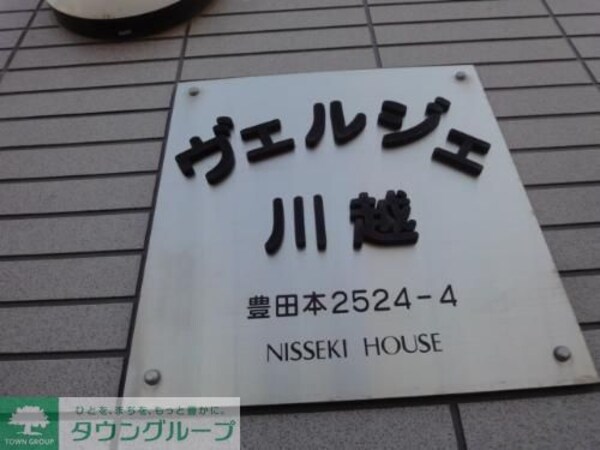 ヴェルジェ
川越
豊田本2524-4
NISSEKI HOUSE
ひとを、まちを、もっと豊かに。
タウングループ
TOWN GROUP